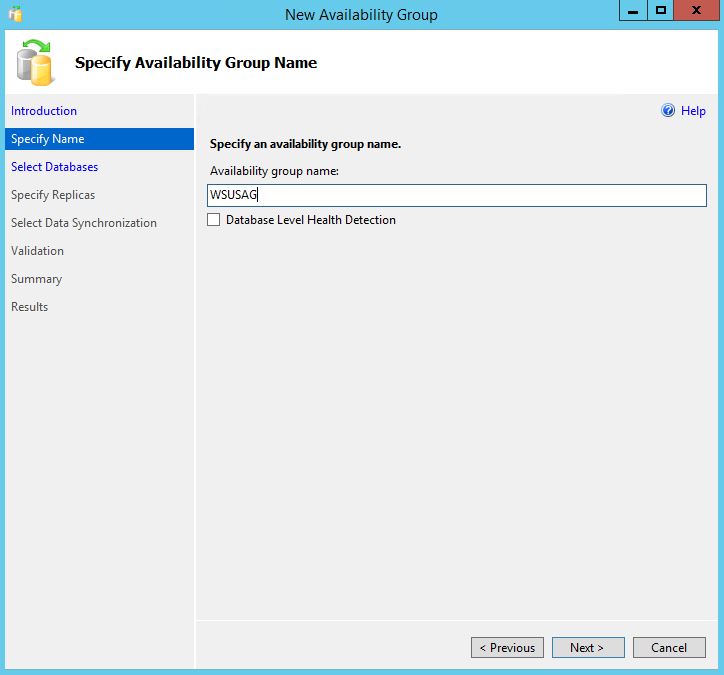 New Availability Group
Specify Availability Group Name
Introduction
Specify Name
Select Databases
Specify Replicas
Select Data Synchronization
Validation
Summary
Results
Help
Specify an availability group name.
Availability group name:
WSUSAG
Database Level Health Detection
< Previous
Next >
Cancel